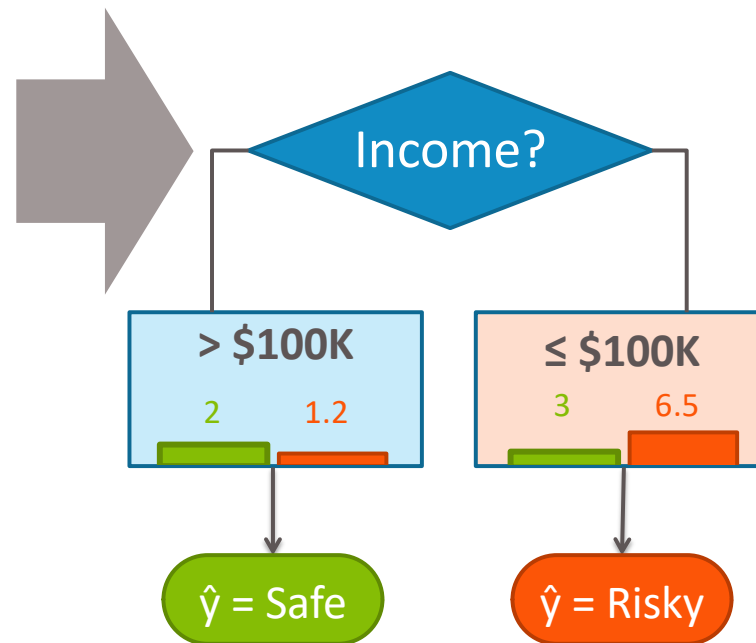 Income?
> $100K
≤ $100K
2
1.2
3
6.5
ŷ = Safe
ŷ = Risky